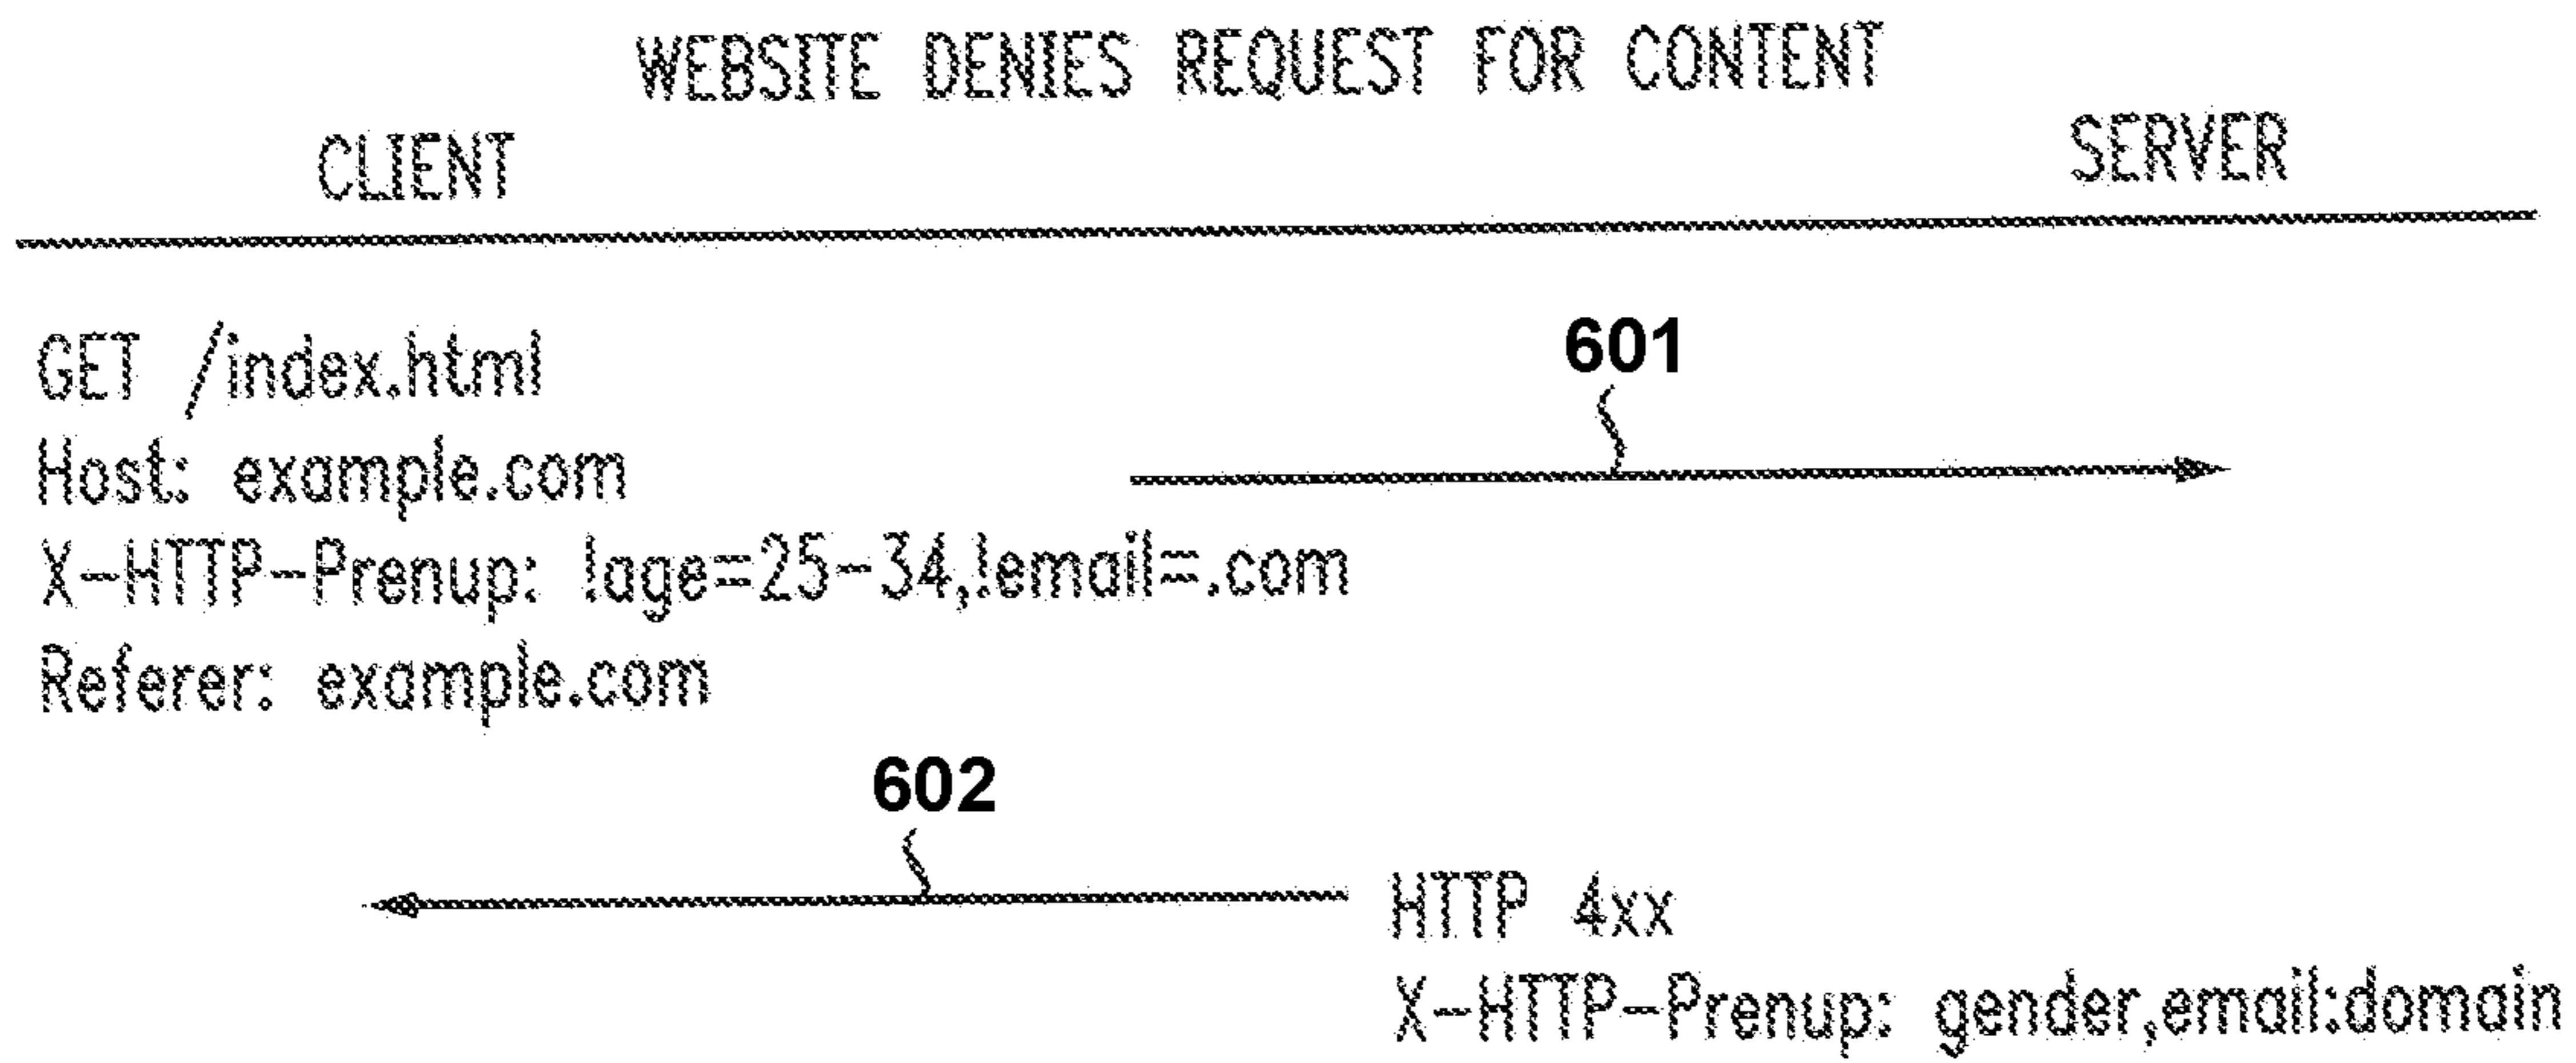 WEBSITE DENIES REQUEST FOR CONTENT
CLIENT SERVER
GET /index.html
601
Host: example.com
X-HTTP-Prenup: !age=25-34,!email=.com
Referer: example.com
602
HTTP 4xx
X-HTTP-Prenup: gender,email:domain